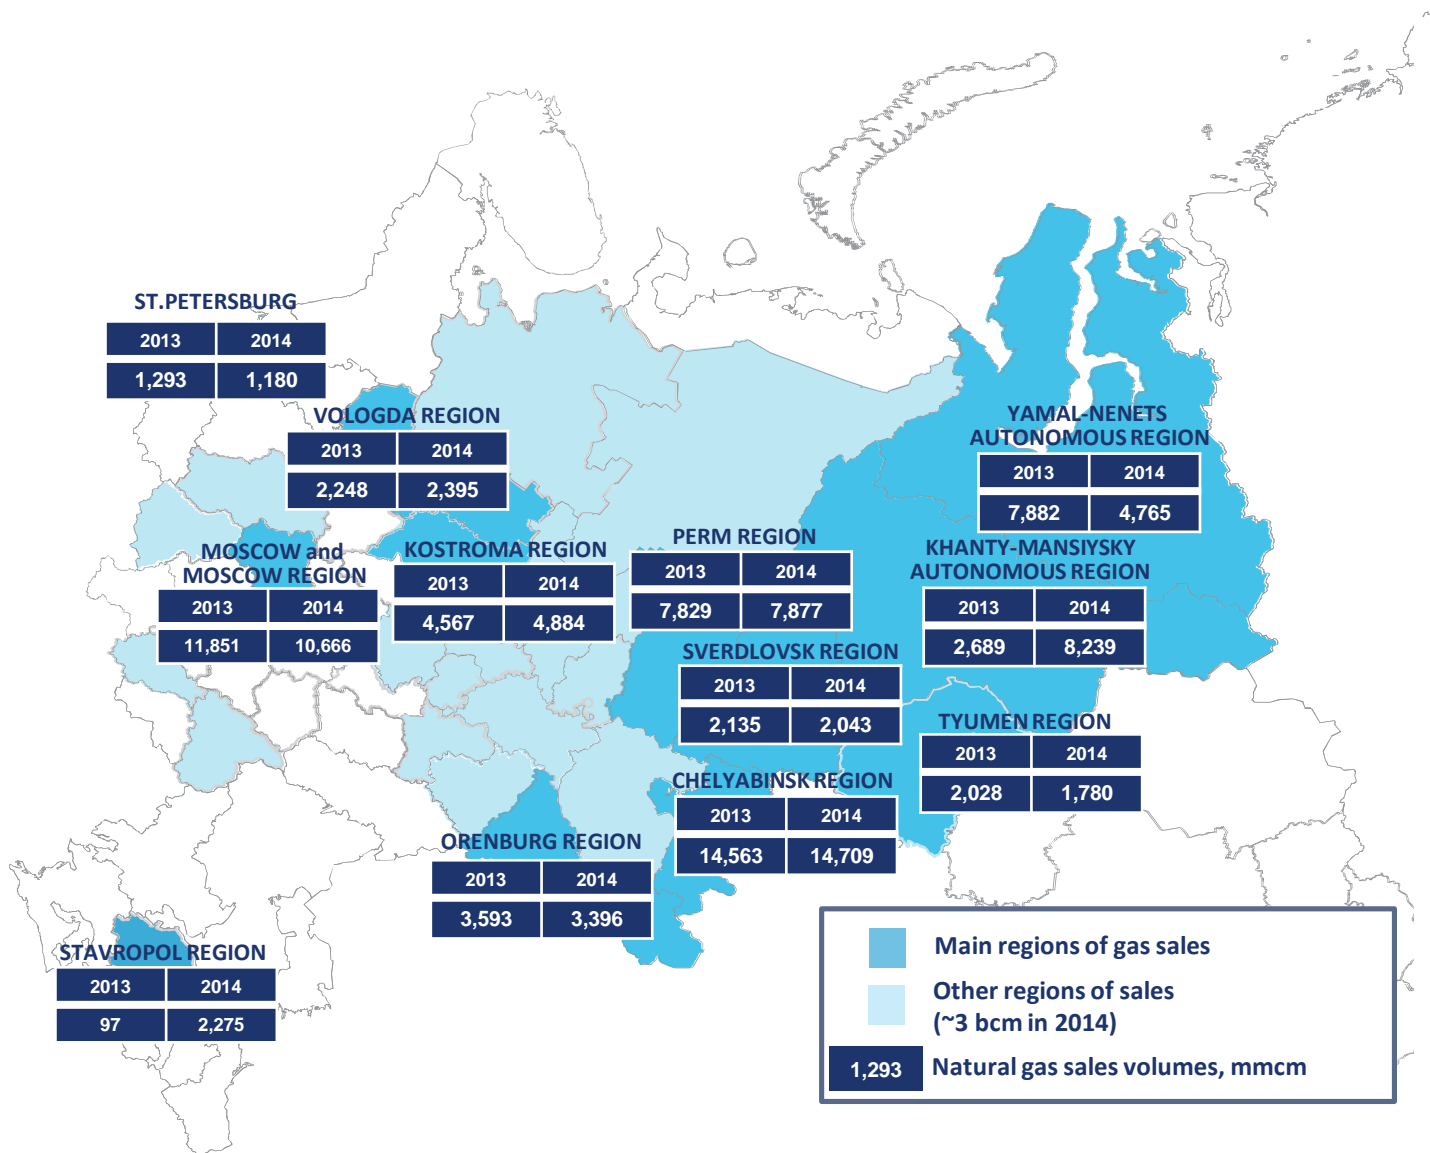 ST.PETERSBURG
2013 2014
1,293 1,180
VOLOGDA REGION
2013 2014
2,248 2,395
YAMAL-NENETS
AUTONOMOUS REGION
2013 2014
7,882 4,765
MOSCOW and
MOSCOW REGION
2013 2014
11,851 10,666
KOSTROMA REGION
2013 2014
4,567 4,884
PERM REGION
2013 2014
7,829 7,877
KHANTY-MANSIYSKY
AUTONOMOUS REGION
2013 2014
2,689 8,239
SVERDLOVSK REGION
2013 2014
2,135 2,043
TYUMEN REGION
2013 2014
2,028 1,780
CHELYABINSK REGION
2013 2014
14,563 14,709
ORENBURG REGION
2013 2014
3,593 3,396
STAVROPOL REGION
2013 2014
97 2,275
Main regions of gas sales
Other regions of sales
(~3 bcm in 2014)
1,293 Natural gas sales volumes, mmcm